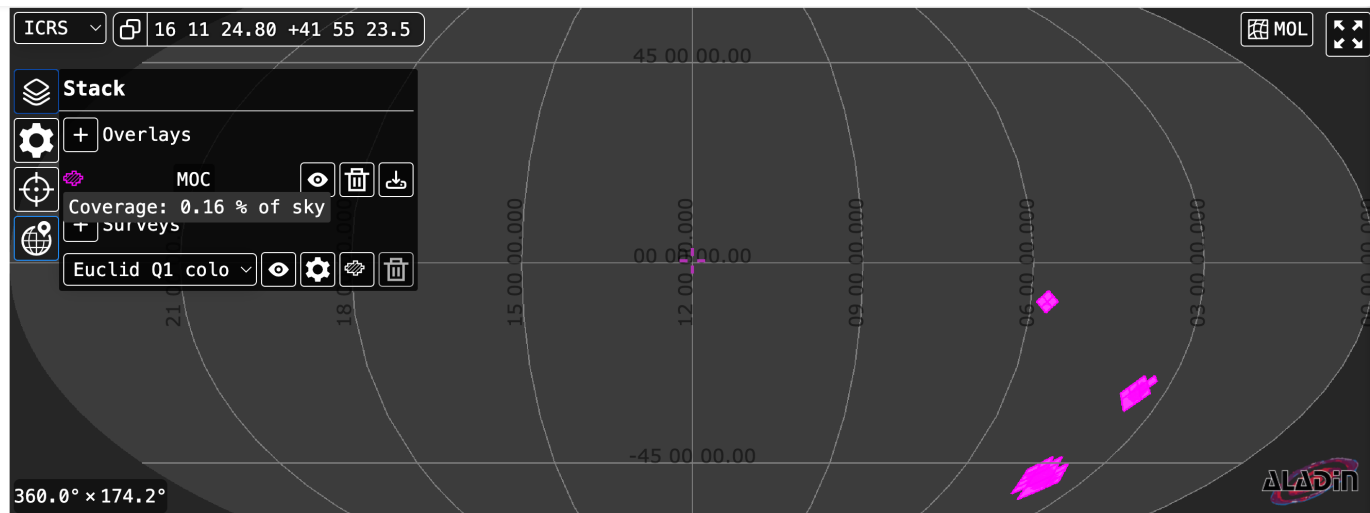 ICRS 16 11 24.80 +41 55 23.5 MOL
45 00 00.00
Stack
+ Overlays
MOC
Coverage: 0.16 % of sky
+ Surveys
Euclid Q1 colo
00 00 00.00
21
18
15 00 00.000
12 00 00.000
09 00 00.000
06 00 00.000
03 00 00.000
-45 00 00.00
360.0° × 174.2°
ALADiN